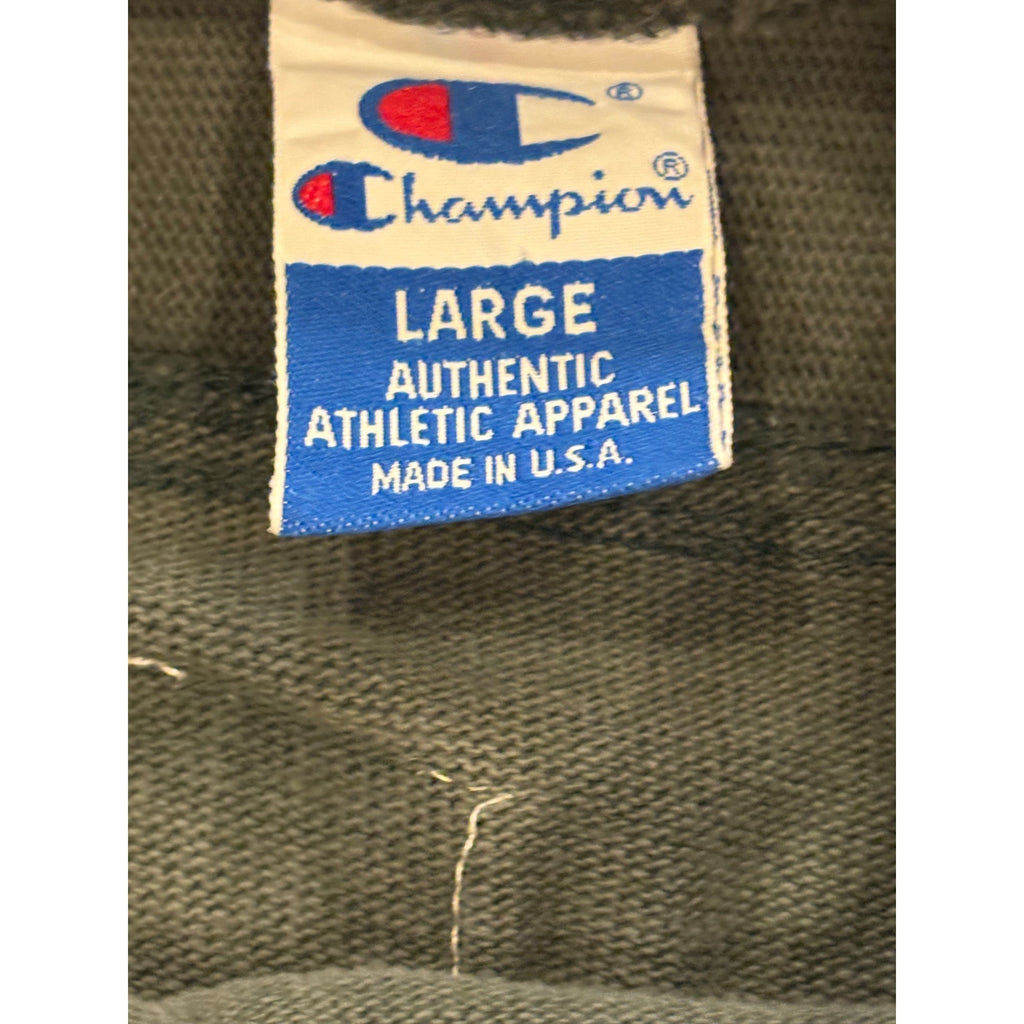 ®
Champion®
LARGE
AUTHENTIC
ATHLETIC APPAREL
MADE IN U.S.A.